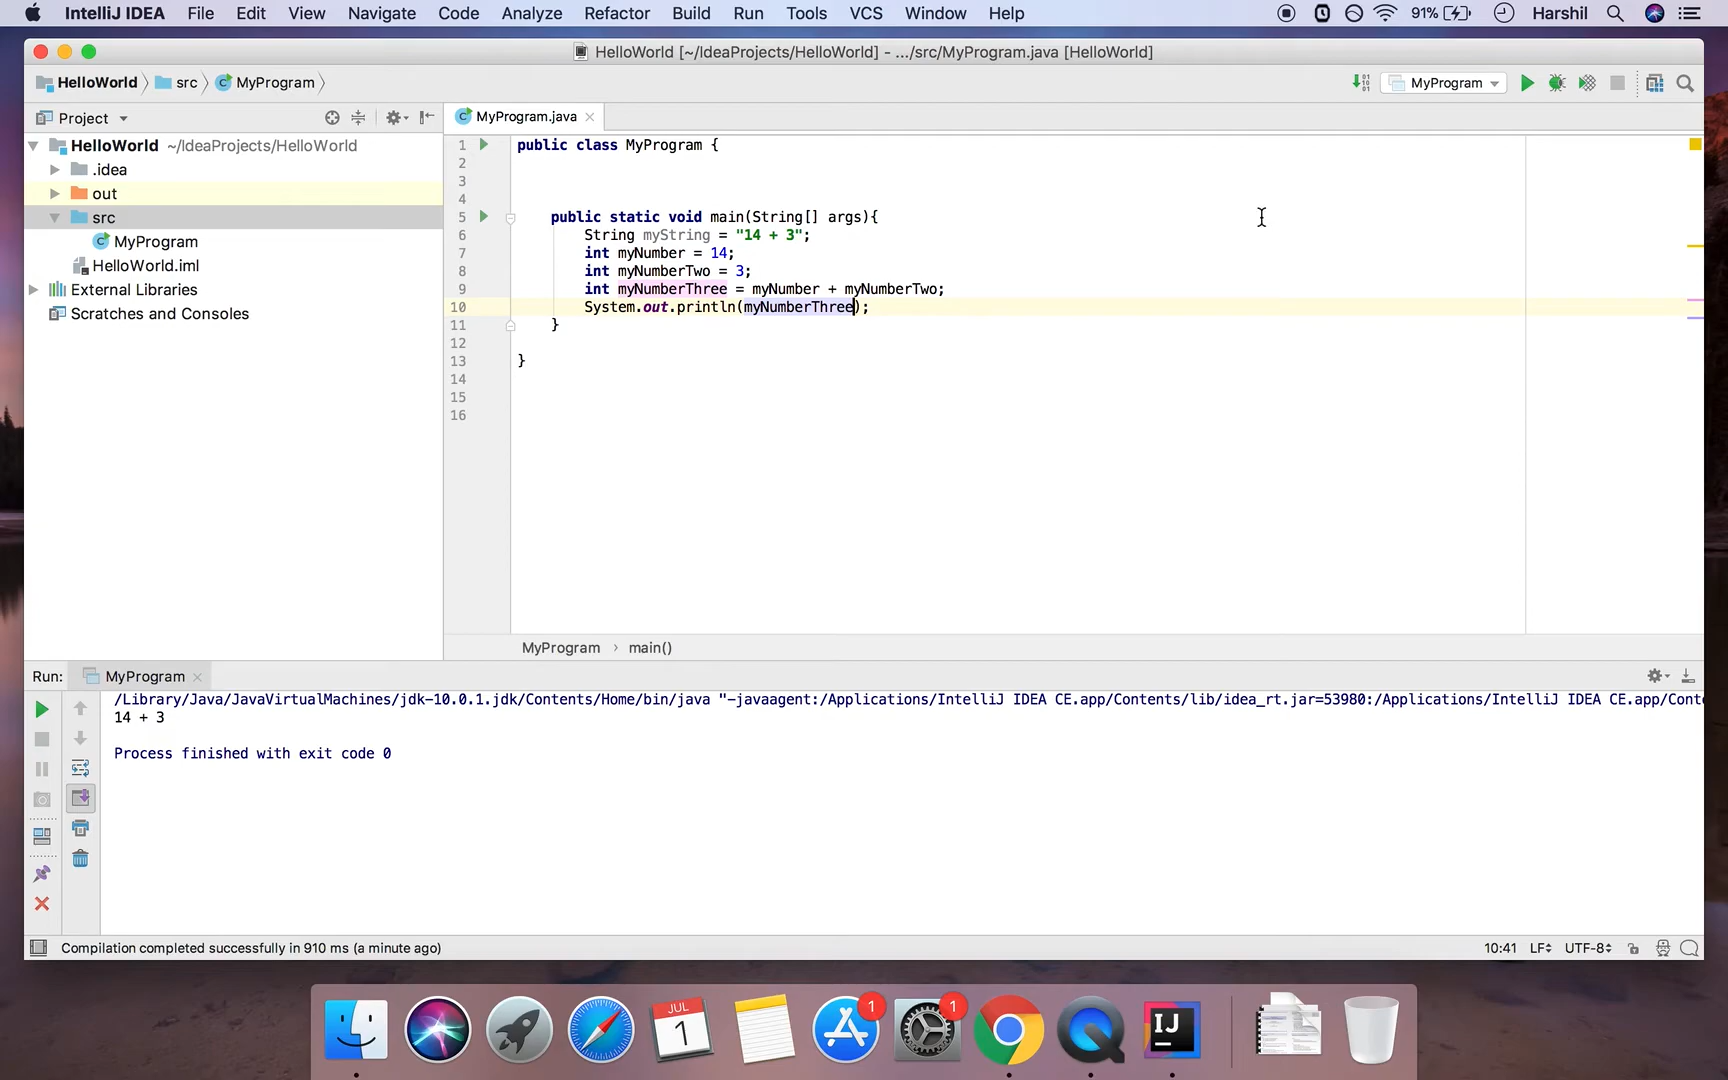 IntelliJ IDEA File Edit View Navigate Code Analyze Refactor Build Run Tools VCS Window Help 91% Harshil
HelloWorld [~/IdeaProjects/HelloWorld] - .../src/MyProgram.java [HelloWorld]
HelloWorld src MyProgram MyProgram
Project MyProgram.java
HelloWorld ~/IdeaProjects/HelloWorld
.idea
out
src
MyProgram
HelloWorld.iml
External Libraries
Scratches and Consoles
1 public class MyProgram {
2
3
4
5 public static void main(String[] args){
6 String myString = "14 + 3";
7 int myNumber = 14;
8 int myNumberTwo = 3;
9 int myNumberThree = myNumber + myNumberTwo;
10 System.out.println(myNumberThree);
11 }
12
13 }
14
15
16
MyProgram › main()
Run: MyProgram
/Library/Java/JavaVirtualMachines/jdk-10.0.1.jdk/Contents/Home/bin/java "-javaagent:/Applications/IntelliJ IDEA CE.app/Contents/lib/idea_rt.jar=53980:/Applications/IntelliJ IDEA CE.app/Conte
14 + 3
Process finished with exit code 0
Compilation completed successfully in 910 ms (a minute ago) 10:41 LF UTF-8
JUL
1
1
1
IJ